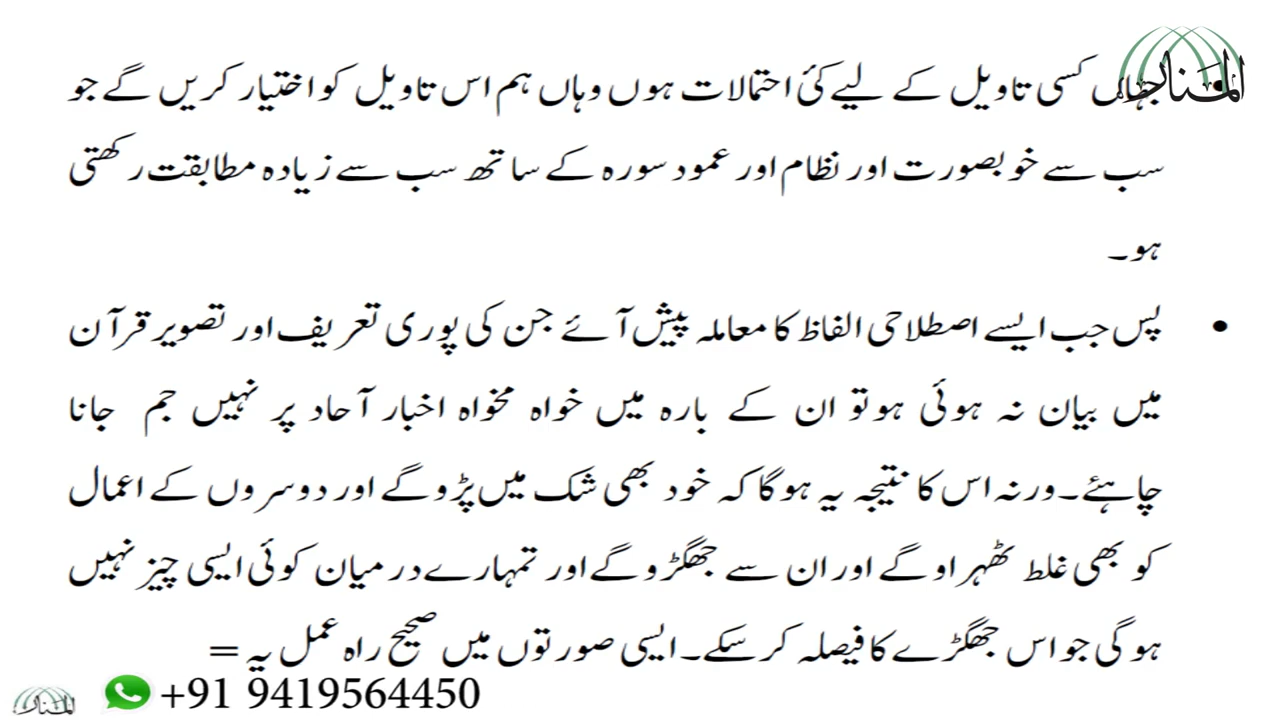 المنار
جہاں کسی تاویل کے لیے کئ احتمالات ہوں وہاں ہم اس تاویل کو اختیار کریں گے جو
سب سے خوبصورت اور نظام اور عمود سورہ کے ساتھ سب سے زیادہ مطابقت رکھتی
ہو۔
• پس جب ایسے اصطلاحی الفاظ کا معاملہ پیش آئے جن کی پوری تعریف اور تصویر قرآن
میں بیان نہ ہوئی ہوتو ان کے بارہ میں خواہ مخواہ اخبار آحاد پر نہیں جم جانا
چاہئے۔ ورنہ اس کا نتیجہ یہ ہوگا کہ خود بھی شک میں پڑوگے اور دوسروں کے اعمال
کو بھی غلط ٹھہراوگے اور ان سے جھگڑوگے اور تمہارے درمیان کوئی ایسی چیز نہیں
ہوگی جو اس جھگڑے کا فیصلہ کرسکے۔ ایسی صورتوں میں صحیح راہ عمل یہ =
المنار +91 9419564450